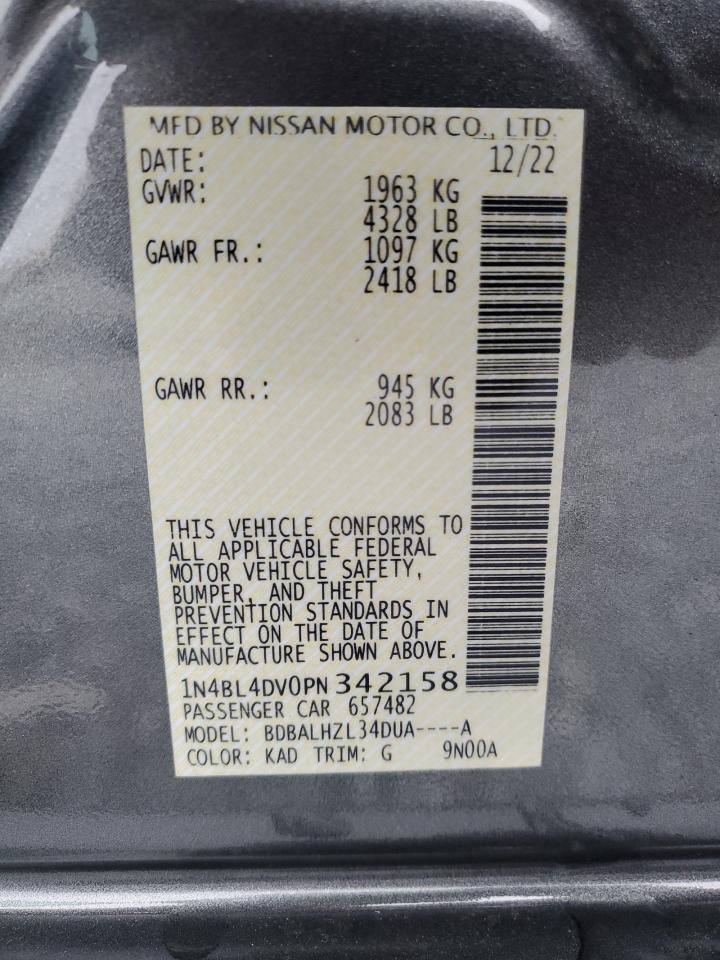 MFD BY NISSAN MOTOR CO., LTD.
DATE: 12/22
GVWR: 1963 KG
4328 LB
GAWR FR.: 1097 KG
2418 LB
GAWR RR.: 945 KG
2083 LB
THIS VEHICLE CONFORMS TO
ALL APPLICABLE FEDERAL
MOTOR VEHICLE SAFETY,
BUMPER, AND THEFT
PREVENTION STANDARDS IN
EFFECT ON THE DATE OF
MANUFACTURE SHOWN ABOVE.
1N4BL4DV0PN342158
PASSENGER CAR 657482
MODEL: BDBALHZL34DUA----A
COLOR: KAD TRIM: G 9N00A